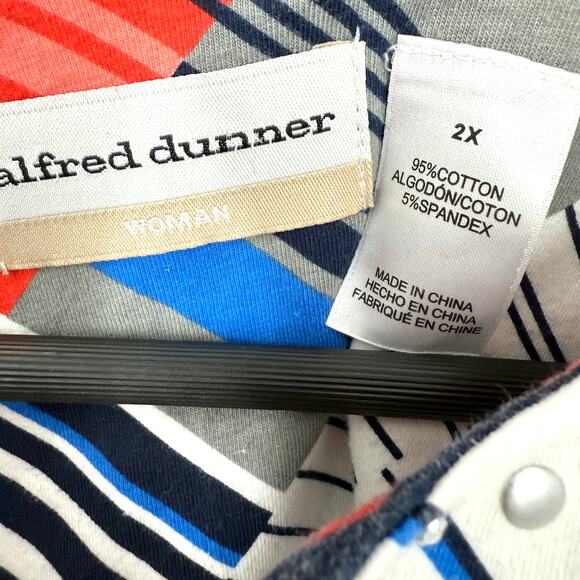 alfred dunner
WOMAN
2X
95%COTTON
ALGODÓN/COTON
5%SPANDEX
MADE IN CHINA
HECHO EN CHINA
FABRIQUÉ EN CHINE